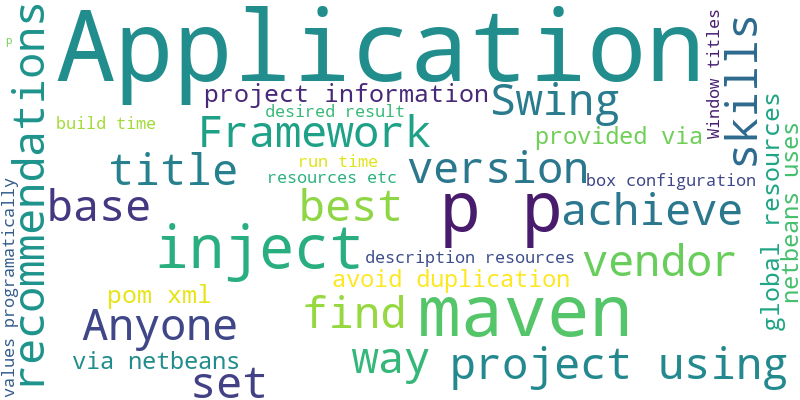 Application
p
recommendations
skills
Window titles
project information
Swing
desired result
build time
Framework
provided via
run time
title
version
resources etc
box configuration
global resources
netbeans uses
base
best
p p
achieve
values programatically
inject
description resources
vendor
avoid duplication
pom xml
find
maven
Anyone
via netbeans
way
project using
set